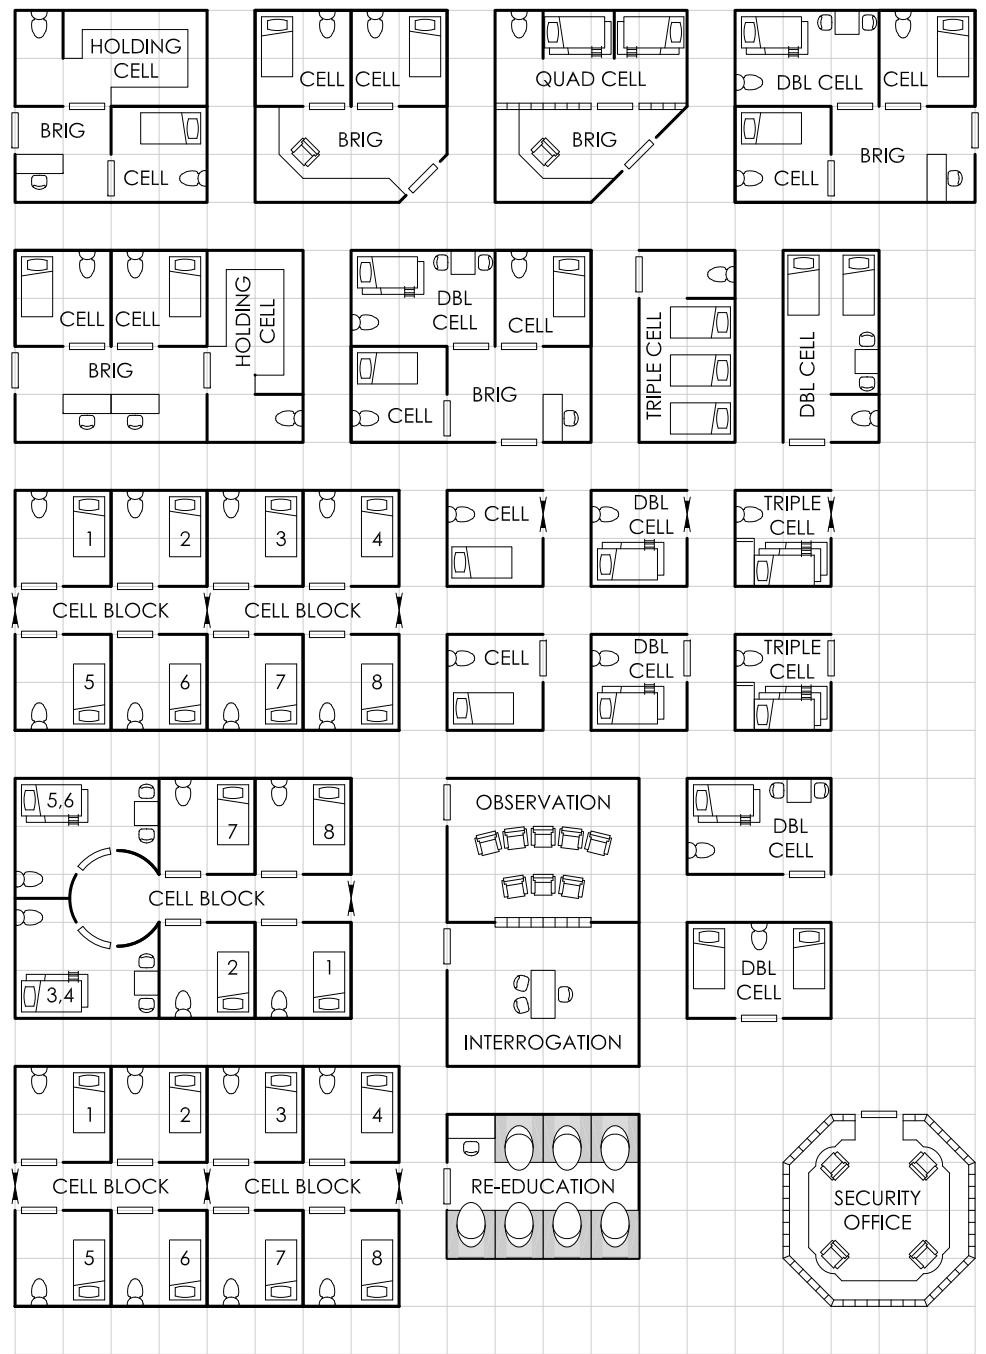 HOLDING
CELL
BRIG
CELL
CELL
CELL
BRIG
QUAD CELL
BRIG
DBL CELL
CELL
BRIG
CELL
CELL
CELL
BRIG
HOLDING
CELL
DBL
CELL
CELL
BRIG
CELL
TRIPLE CELL
DBL CELL
1
2
3
4
CELL BLOCK
CELL BLOCK
5
6
7
8
CELL
DBL
CELL
TRIPLE
CELL
CELL
DBL
CELL
TRIPLE
CELL
5,6
7
8
CELL BLOCK
3,4
2
1
OBSERVATION
INTERROGATION
DBL
CELL
DBL
CELL
1
2
3
4
CELL BLOCK
CELL BLOCK
5
6
7
8
RE-EDUCATION
SECURITY
OFFICE